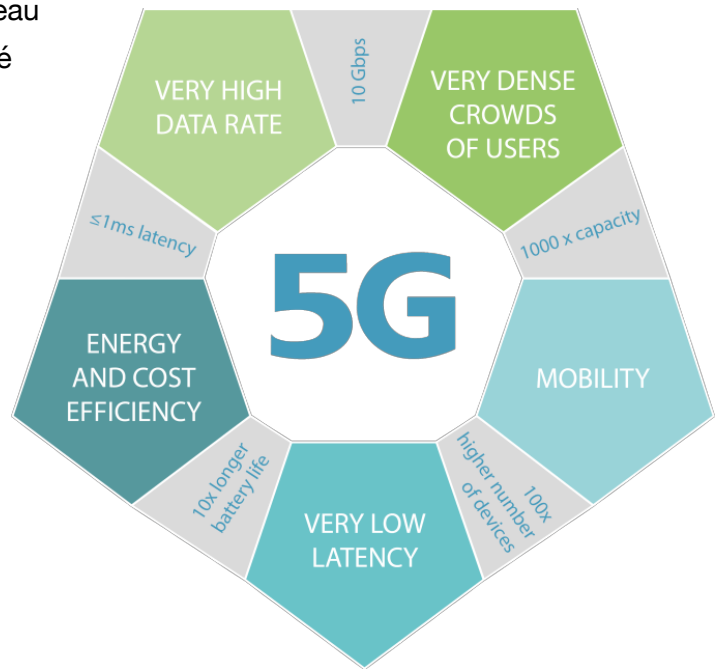 eau
é
VERY HIGH
DATA RATE
10 Gbps
VERY DENSE
CROWDS
OF USERS
≤1ms latency
1000 x capacity
5G
ENERGY
AND COST
EFFICIENCY
MOBILITY
10x longer
battery life
VERY LOW
LATENCY
100x
higher number
of devices